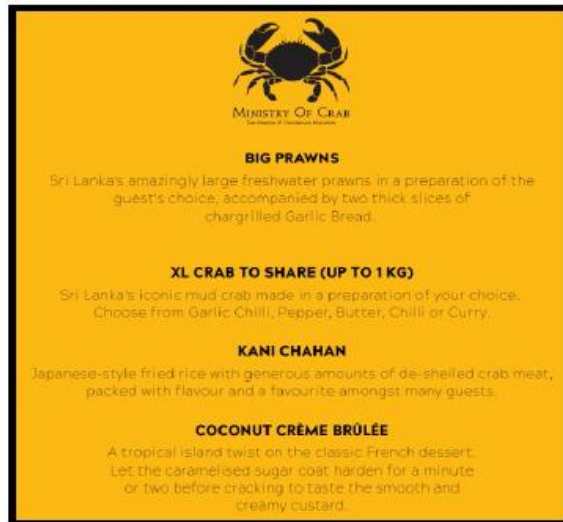 MINISTRY OF CRAB
BIG PRAWNS
Sri Lanka's amazingly large freshwater prawns in a preparation of the
guest's choice, accompanied by two thick slices of
chargrilled Garlic Bread.
XL CRAB TO SHARE (UP TO 1 KG)
Sri Lanka's iconic mud crab made in a preparation of your choice.
Choose from Garlic Chilli, Pepper, Butter, Chilli or Curry.
KANI CHAHAN
Japanese-style fried rice with generous amounts of de-shelled crab meat,
packed with flavour and a favourite amongst many guests.
COCONUT CRÈME BRÛLÉE
A tropical island twist on the classic French dessert.
Let the caramelised sugar coat harden for a minute
or two before cracking to taste the smooth and
creamy custard.